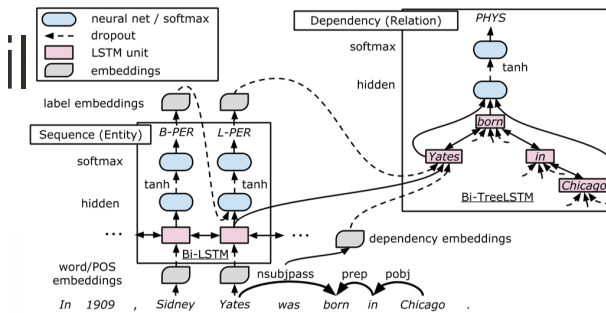 il
neural net / softmax
dropout
LSTM unit
embeddings
label embeddings
Sequence (Entity)
B-PER L-PER
softmax
tanh tanh
hidden
... ...
Bi-LSTM
word/POS
embeddings
Dependency (Relation)
PHYS
softmax
tanh
hidden
born
Yates in
Chicago
Bi-TreeLSTM
dependency embeddings
nsubjpass prep pobj
In 1909 , Sidney Yates was born in Chicago .